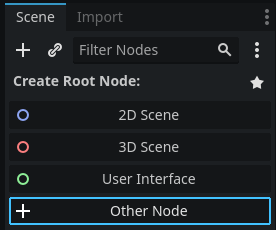 Scene Import
Filter Nodes
Create Root Node:
2D Scene
3D Scene
User Interface
Other Node